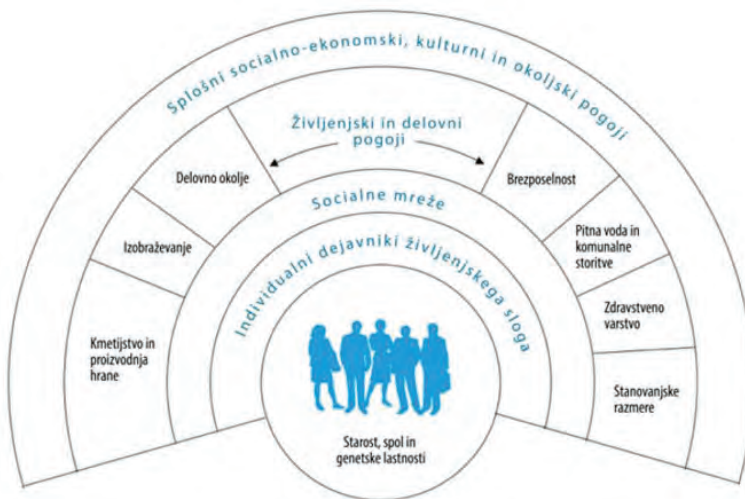 Splošni socialno-ekonomski, kulturni in okoljski pogoji
Življenjski in delovni
pogoji
Delovno okolje
Brezposelnost
Socialne mreže
Izobraževanje
Pitna voda in
komunalne
storitve
Individualni dejavniki življenjskega sloga
Zdravstveno
varstvo
Kmetijstvo in
proizvodnja
hrane
Stanovanjske
razmere
Starost, spol in
genetske lastnosti